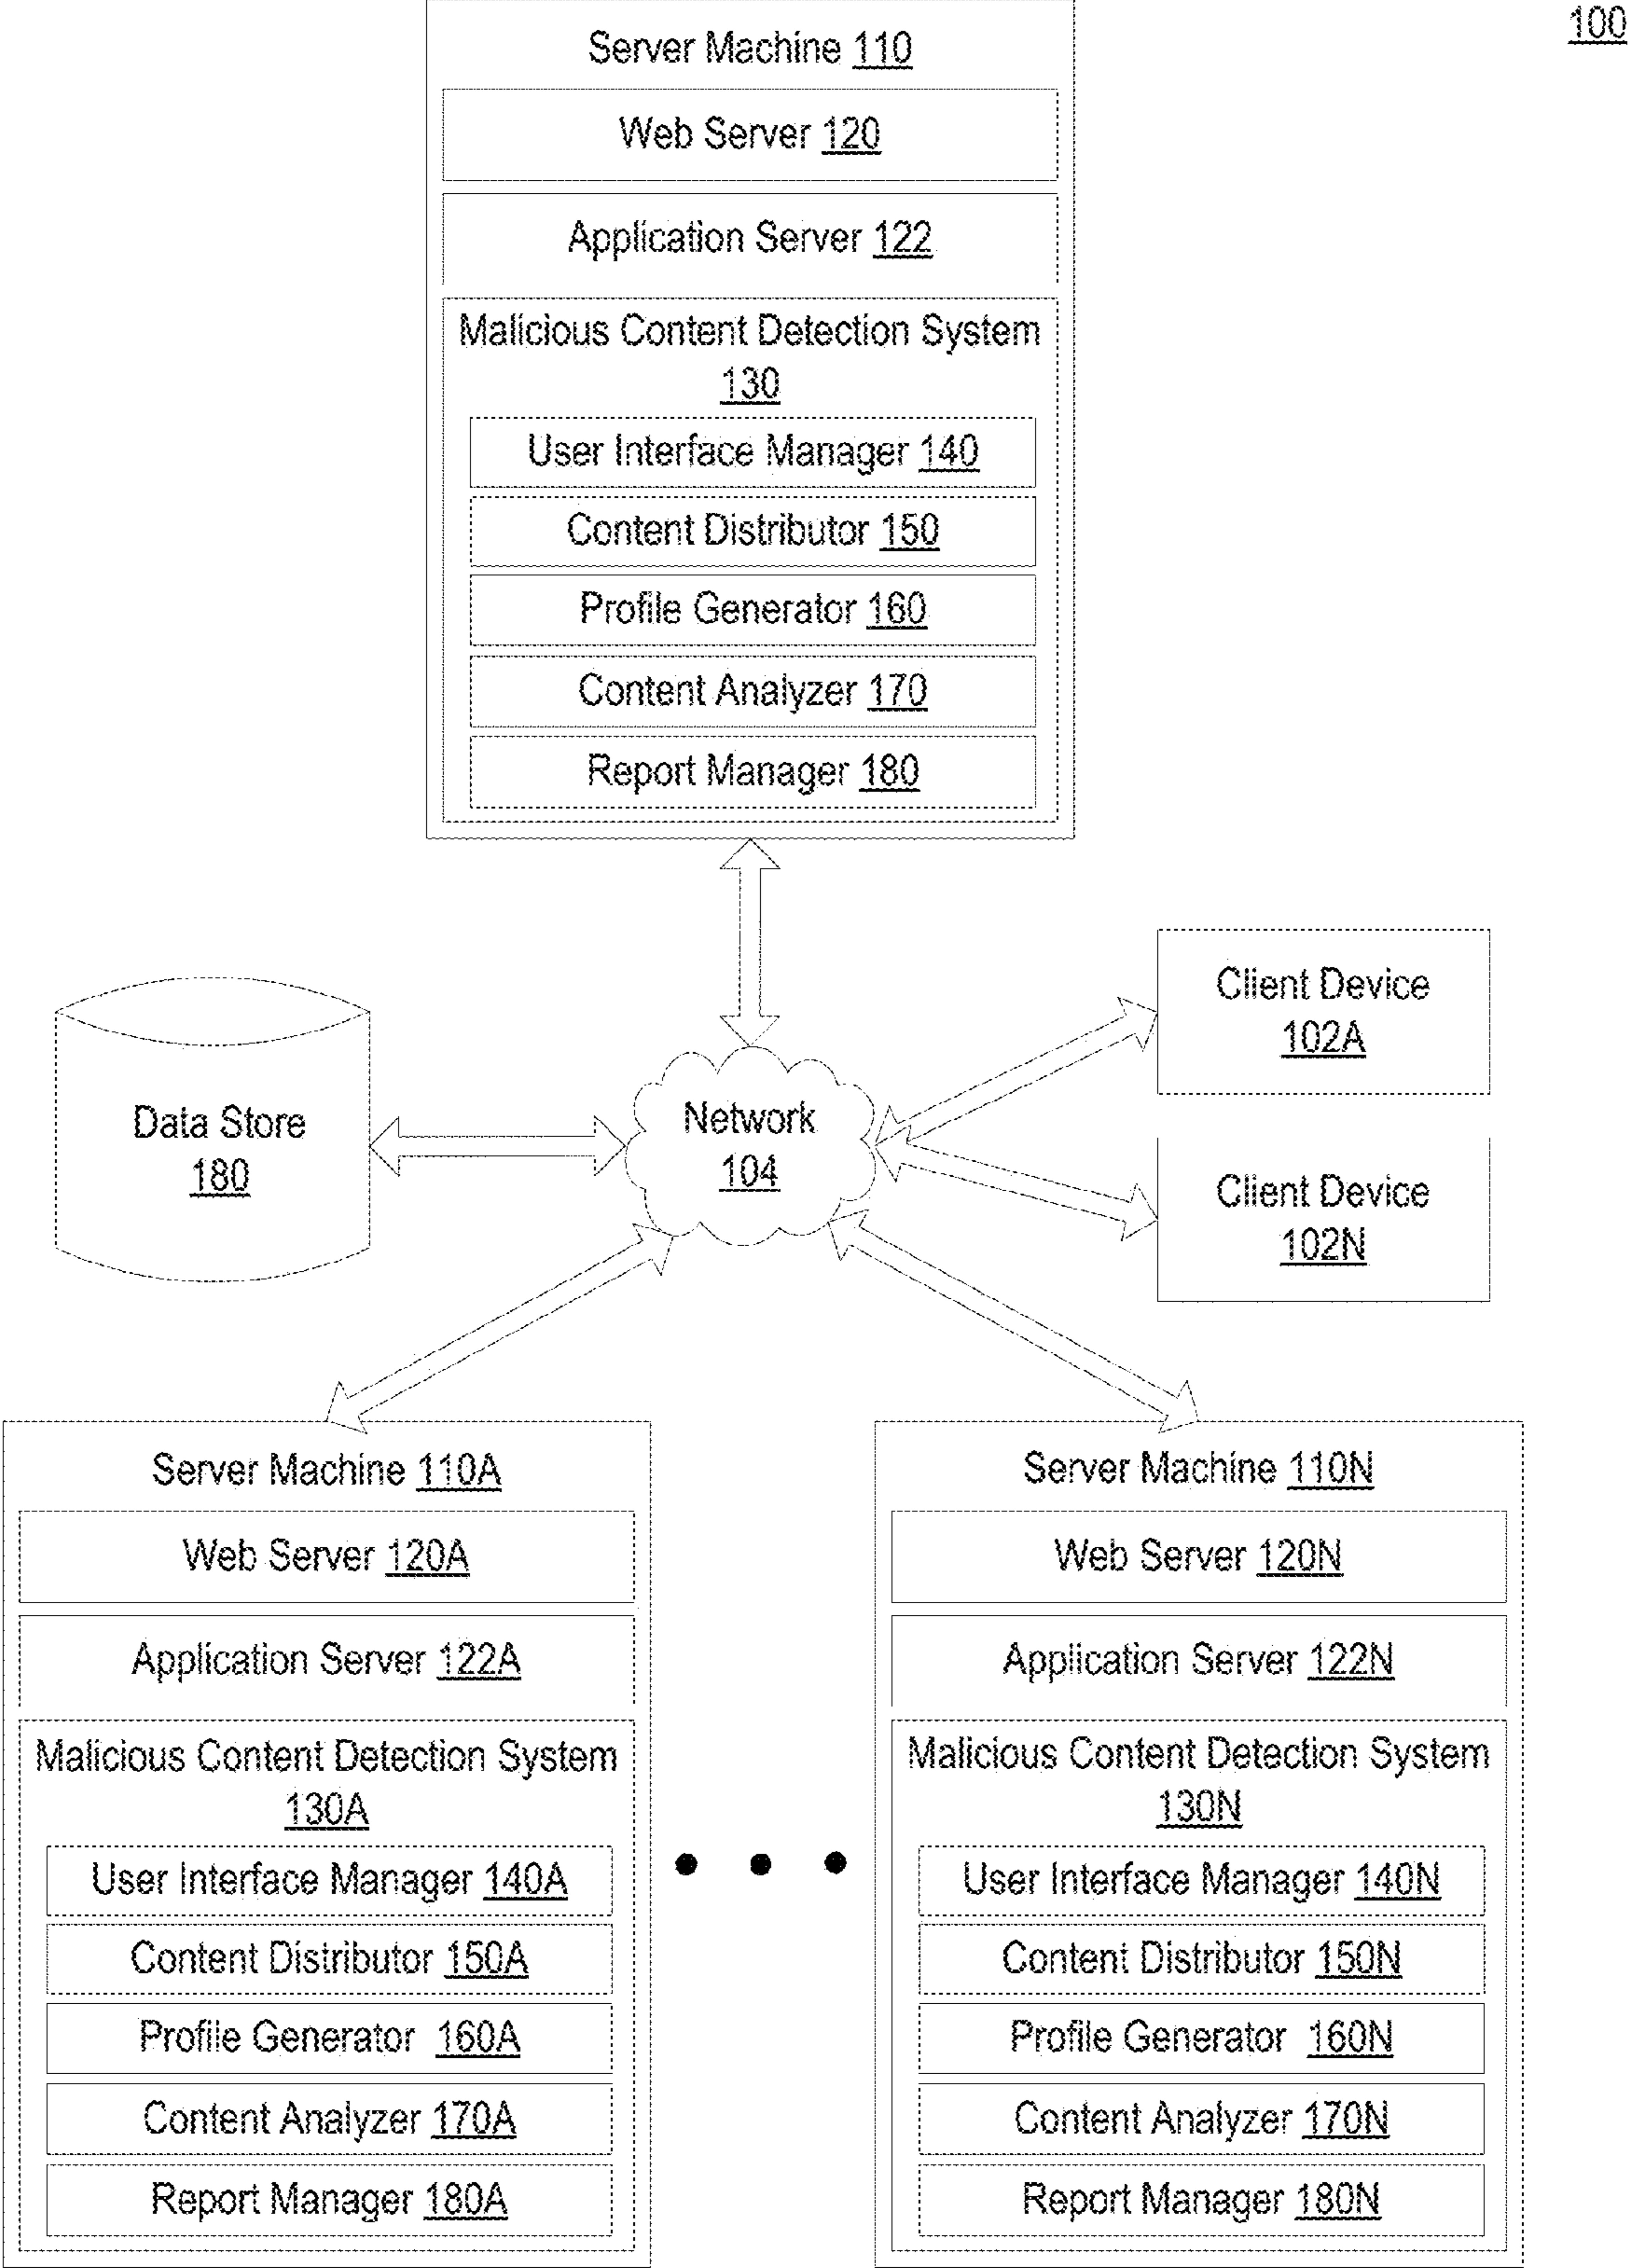 100
Server Machine 110
Web Server 120
Application Server 122
Malicious Content Detection System
130
User Interface Manager 140
Content Distributor 150
Profile Generator 160
Content Analyzer 170
Report Manager 180
Client Device
102A
Data Store
180
Network
104
Client Device
102N
Server Machine 110A
Web Server 120A
Application Server 122A
Malicious Content Detection System
130A
User Interface Manager 140A
Content Distributor 150A
Profile Generator 160A
Content Analyzer 170A
Report Manager 180A
Server Machine 110N
Web Server 120N
Application Server 122N
Malicious Content Detection System
130N
User Interface Manager 140N
Content Distributor 150N
Profile Generator 160N
Content Analyzer 170N
Report Manager 180N